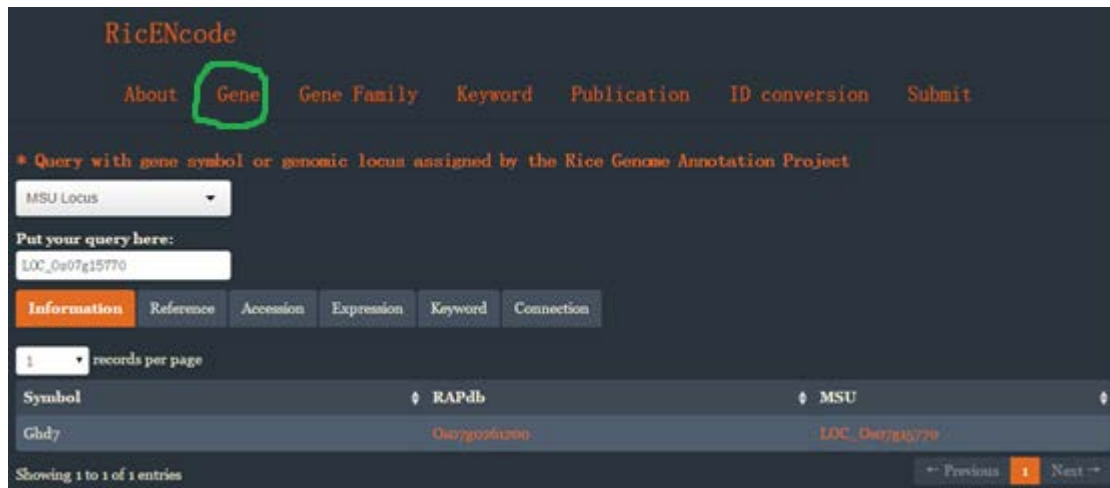 RicENcode
About Gene Gene Family Keyword Publication ID conversion Submit
* Query with gene symbol or genomic locus assigned by the Rice Genome Annotation Project
MSU Locus
Put your query here:
LOC_Os07g15770
Information Reference Accession Expression Keyword Connection
1 records per page
Symbol RAPdb MSU
Ghd7 Os07g0261200 LOC_Os07g15770
Showing 1 to 1 of 1 entries ← Previous 1 Next →